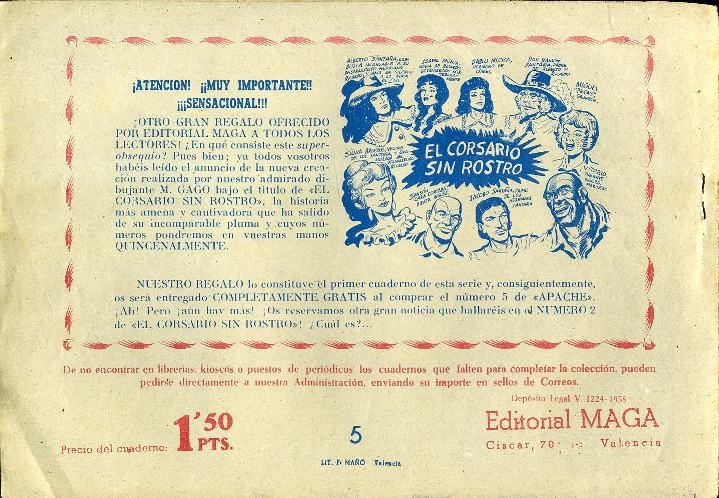 ¡ATENCION! ¡¡MUY IMPORTANTE!!
¡¡¡SENSACIONAL!!!
¡OTRO GRAN REGALO OFRECIDO
POR EDITORIAL MAGA A TODOS LOS
LECTORES! ¿En qué consiste este super-
obsequio? Pues bien; ya todos vosotros
habéis leído el anuncio de la nueva crea-
ción realizada por nuestro admirado di-
bujante M. GAGO bajo el título de «EL
CORSARIO SIN ROSTRO», la historia
más amena y cautivadora que ha salido
de su incomparable pluma y cuyos nú-
meros pondremos en vuestras manos
QUINCENALMENTE.
EL CORSARIO
SIN ROSTRO
NUESTRO REGALO lo constituye el primer cuaderno de esta serie y, consiguientemente,
os será entregado COMPLETAMENTE GRATIS al comprar el número 5 de «APACHE».
¡Ah! Pero ¡aún hay más! ¡Os reservamos otra gran noticia que hallaréis en el NUMERO 2
de «EL CORSARIO SIN ROSTRO»! ¿Cuál es?...
De no encontrar en librerías, kioscos o puestos de periódicos los cuadernos que falten para completar la colección, pueden
pedirse directamente a nuestra Administración, enviando su importe en sellos de Correos.
Depósito Legal V. 1224-1958
Precio del cuaderno: 1'50 PTS.
5
LIT. F. MAÑO Valencia
Editorial MAGA
Ciscar, 70 -:- Valencia